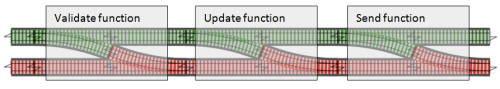 Validate function
Update function
Send function